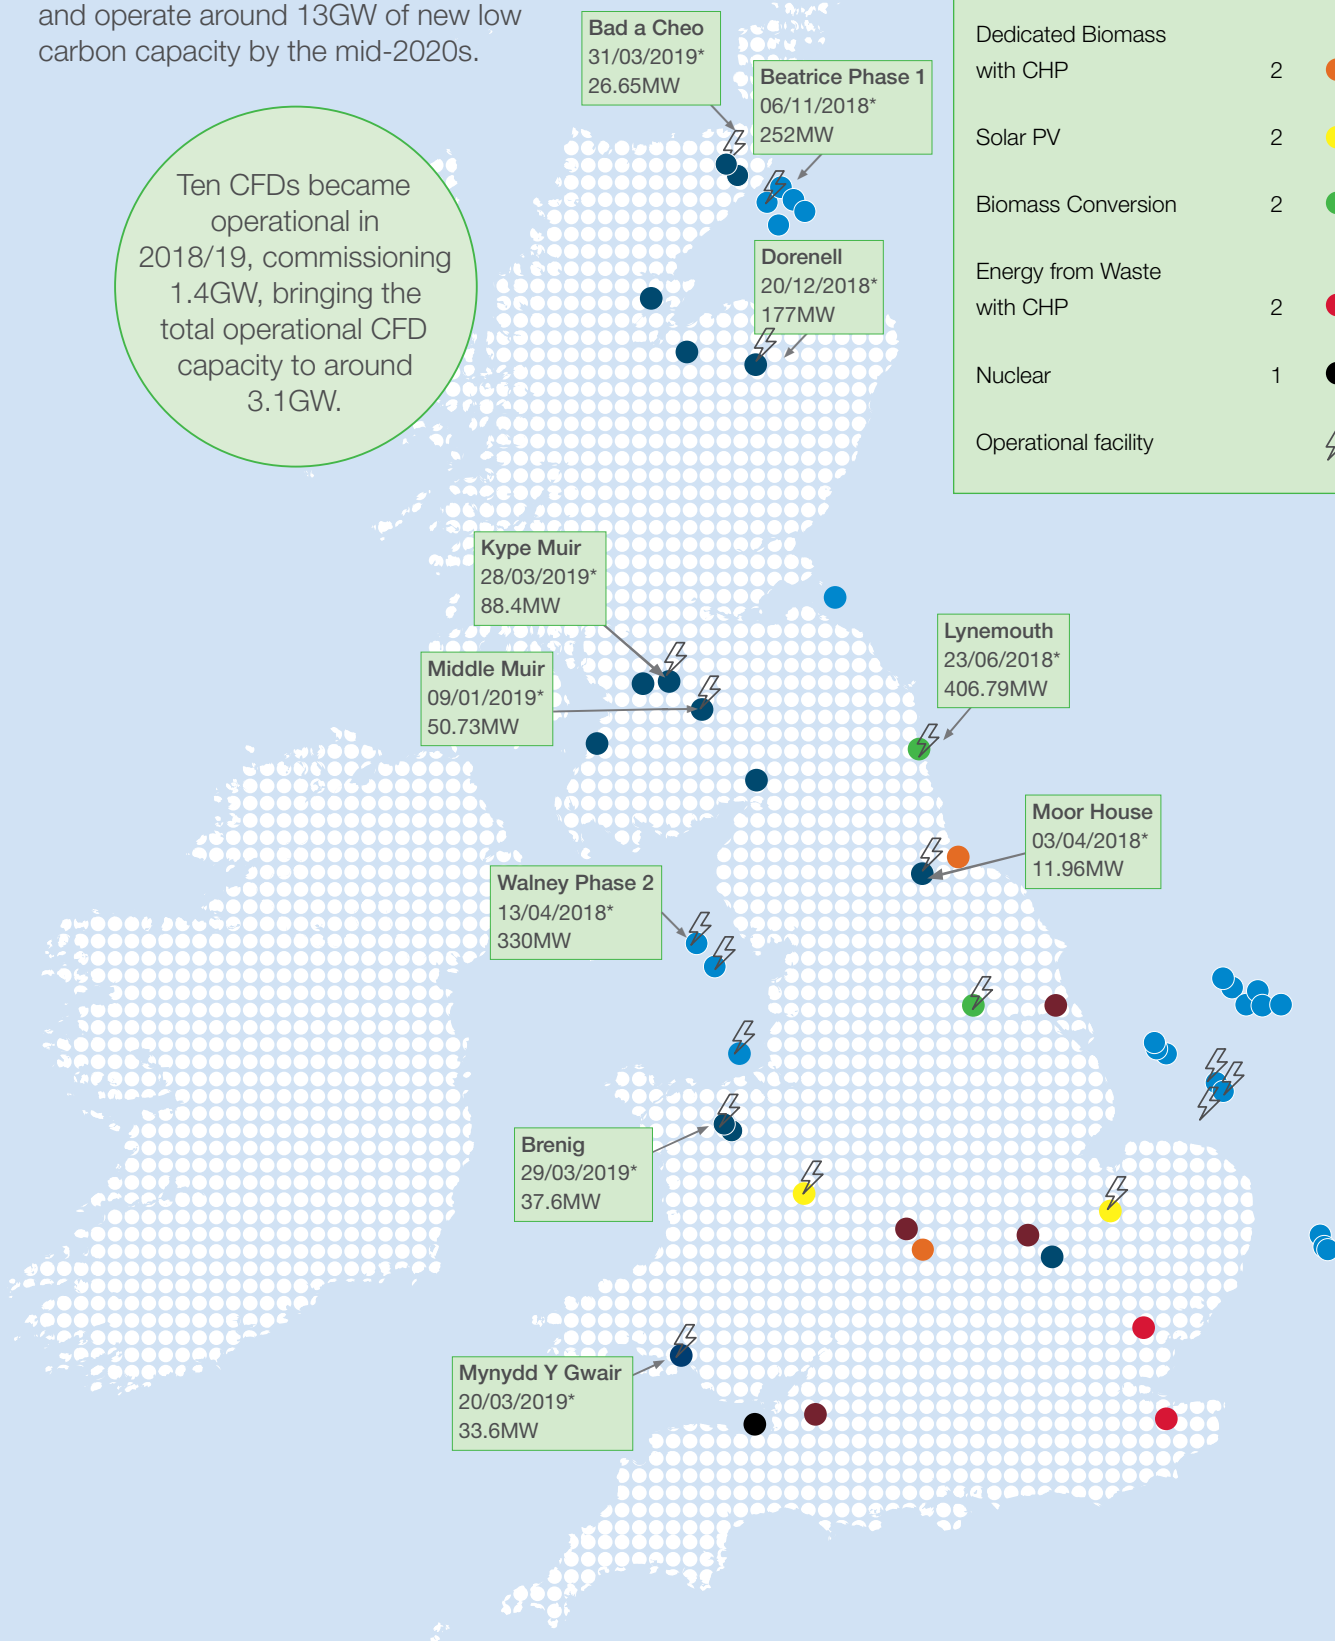 and operate around 13GW of new low
carbon capacity by the mid-2020s.
Ten CFDs became
operational in
2018/19, commissioning
1.4GW, bringing the
total operational CFD
capacity to around
3.1GW.
Bad a Cheo
31/03/2019*
26.65MW
Beatrice Phase 1
06/11/2018*
252MW
Dorenell
20/12/2018*
177MW
Dedicated Biomass
with CHP 2
Solar PV 2
Biomass Conversion 2
Energy from Waste
with CHP 2
Nuclear 1
Operational facility
Kype Muir
28/03/2019*
88.4MW
Middle Muir
09/01/2019*
50.73MW
Lynemouth
23/06/2018*
406.79MW
Moor House
03/04/2018*
11.96MW
Walney Phase 2
13/04/2018*
330MW
Brenig
29/03/2019*
37.6MW
Mynydd Y Gwair
20/03/2019*
33.6MW